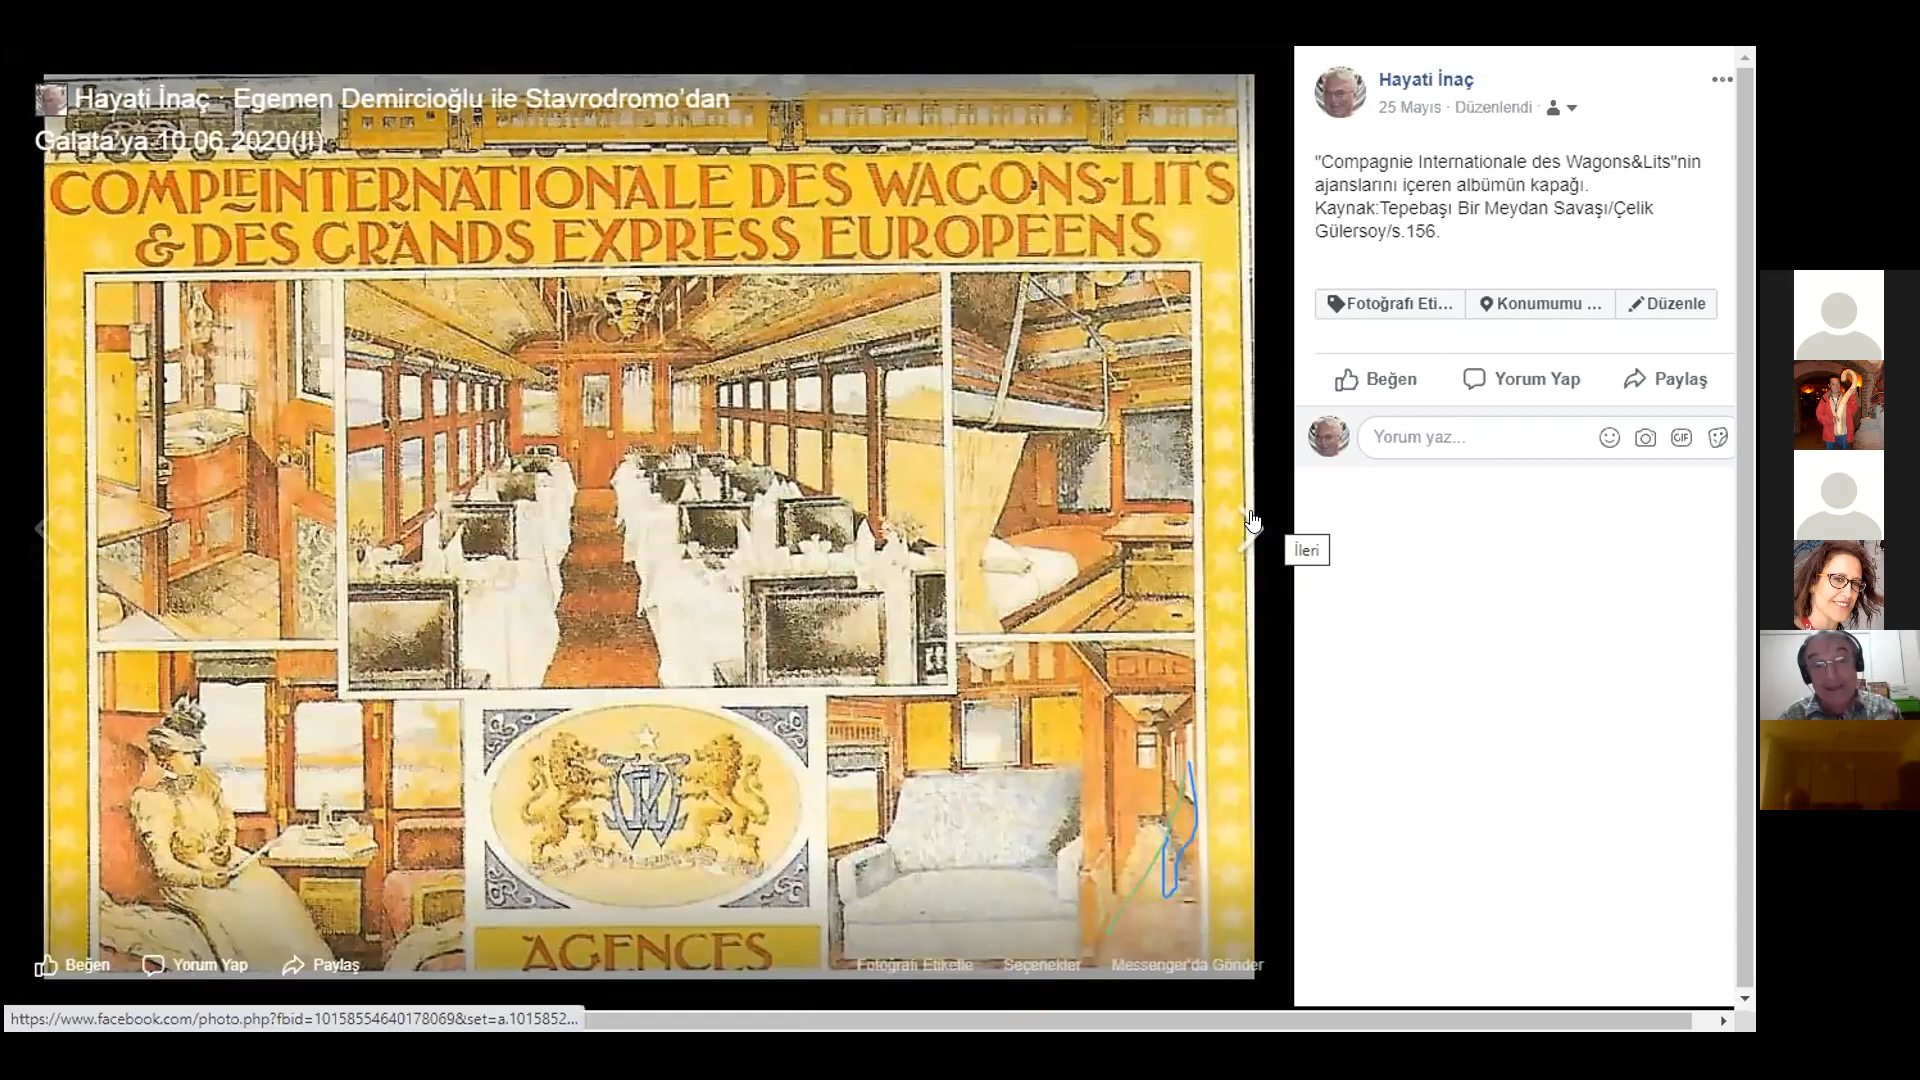 Hayati İnaç - Egemen Demircioğlu ile Stavrodromo'dan
Galata'ya 10.06.2020(II)
COMPIE INTERNATIONALE DES WAGONS-LITS
& DES GRANDS EXPRESS EUROPEENS
AGENCES
Beğen Yorum Yap Paylaş
Fotoğrafı Etiketle Seçenekler Messenger'da Gönder
https://www.facebook.com/photo.php?fbid=10158554640178069&set=a.1015852...
İleri
Hayati İnaç
25 Mayıs · Düzenlendi ·
"Compagnie Internationale des Wagons&Lits"nin
ajanslarını içeren albümün kapağı.
Kaynak:Tepebaşı Bir Meydan Savaşı/Çelik
Gülersoy/s.156.
Fotoğrafı Eti... Konumumu ... Düzenle
Beğen Yorum Yap Paylaş
Yorum yaz...
GIF